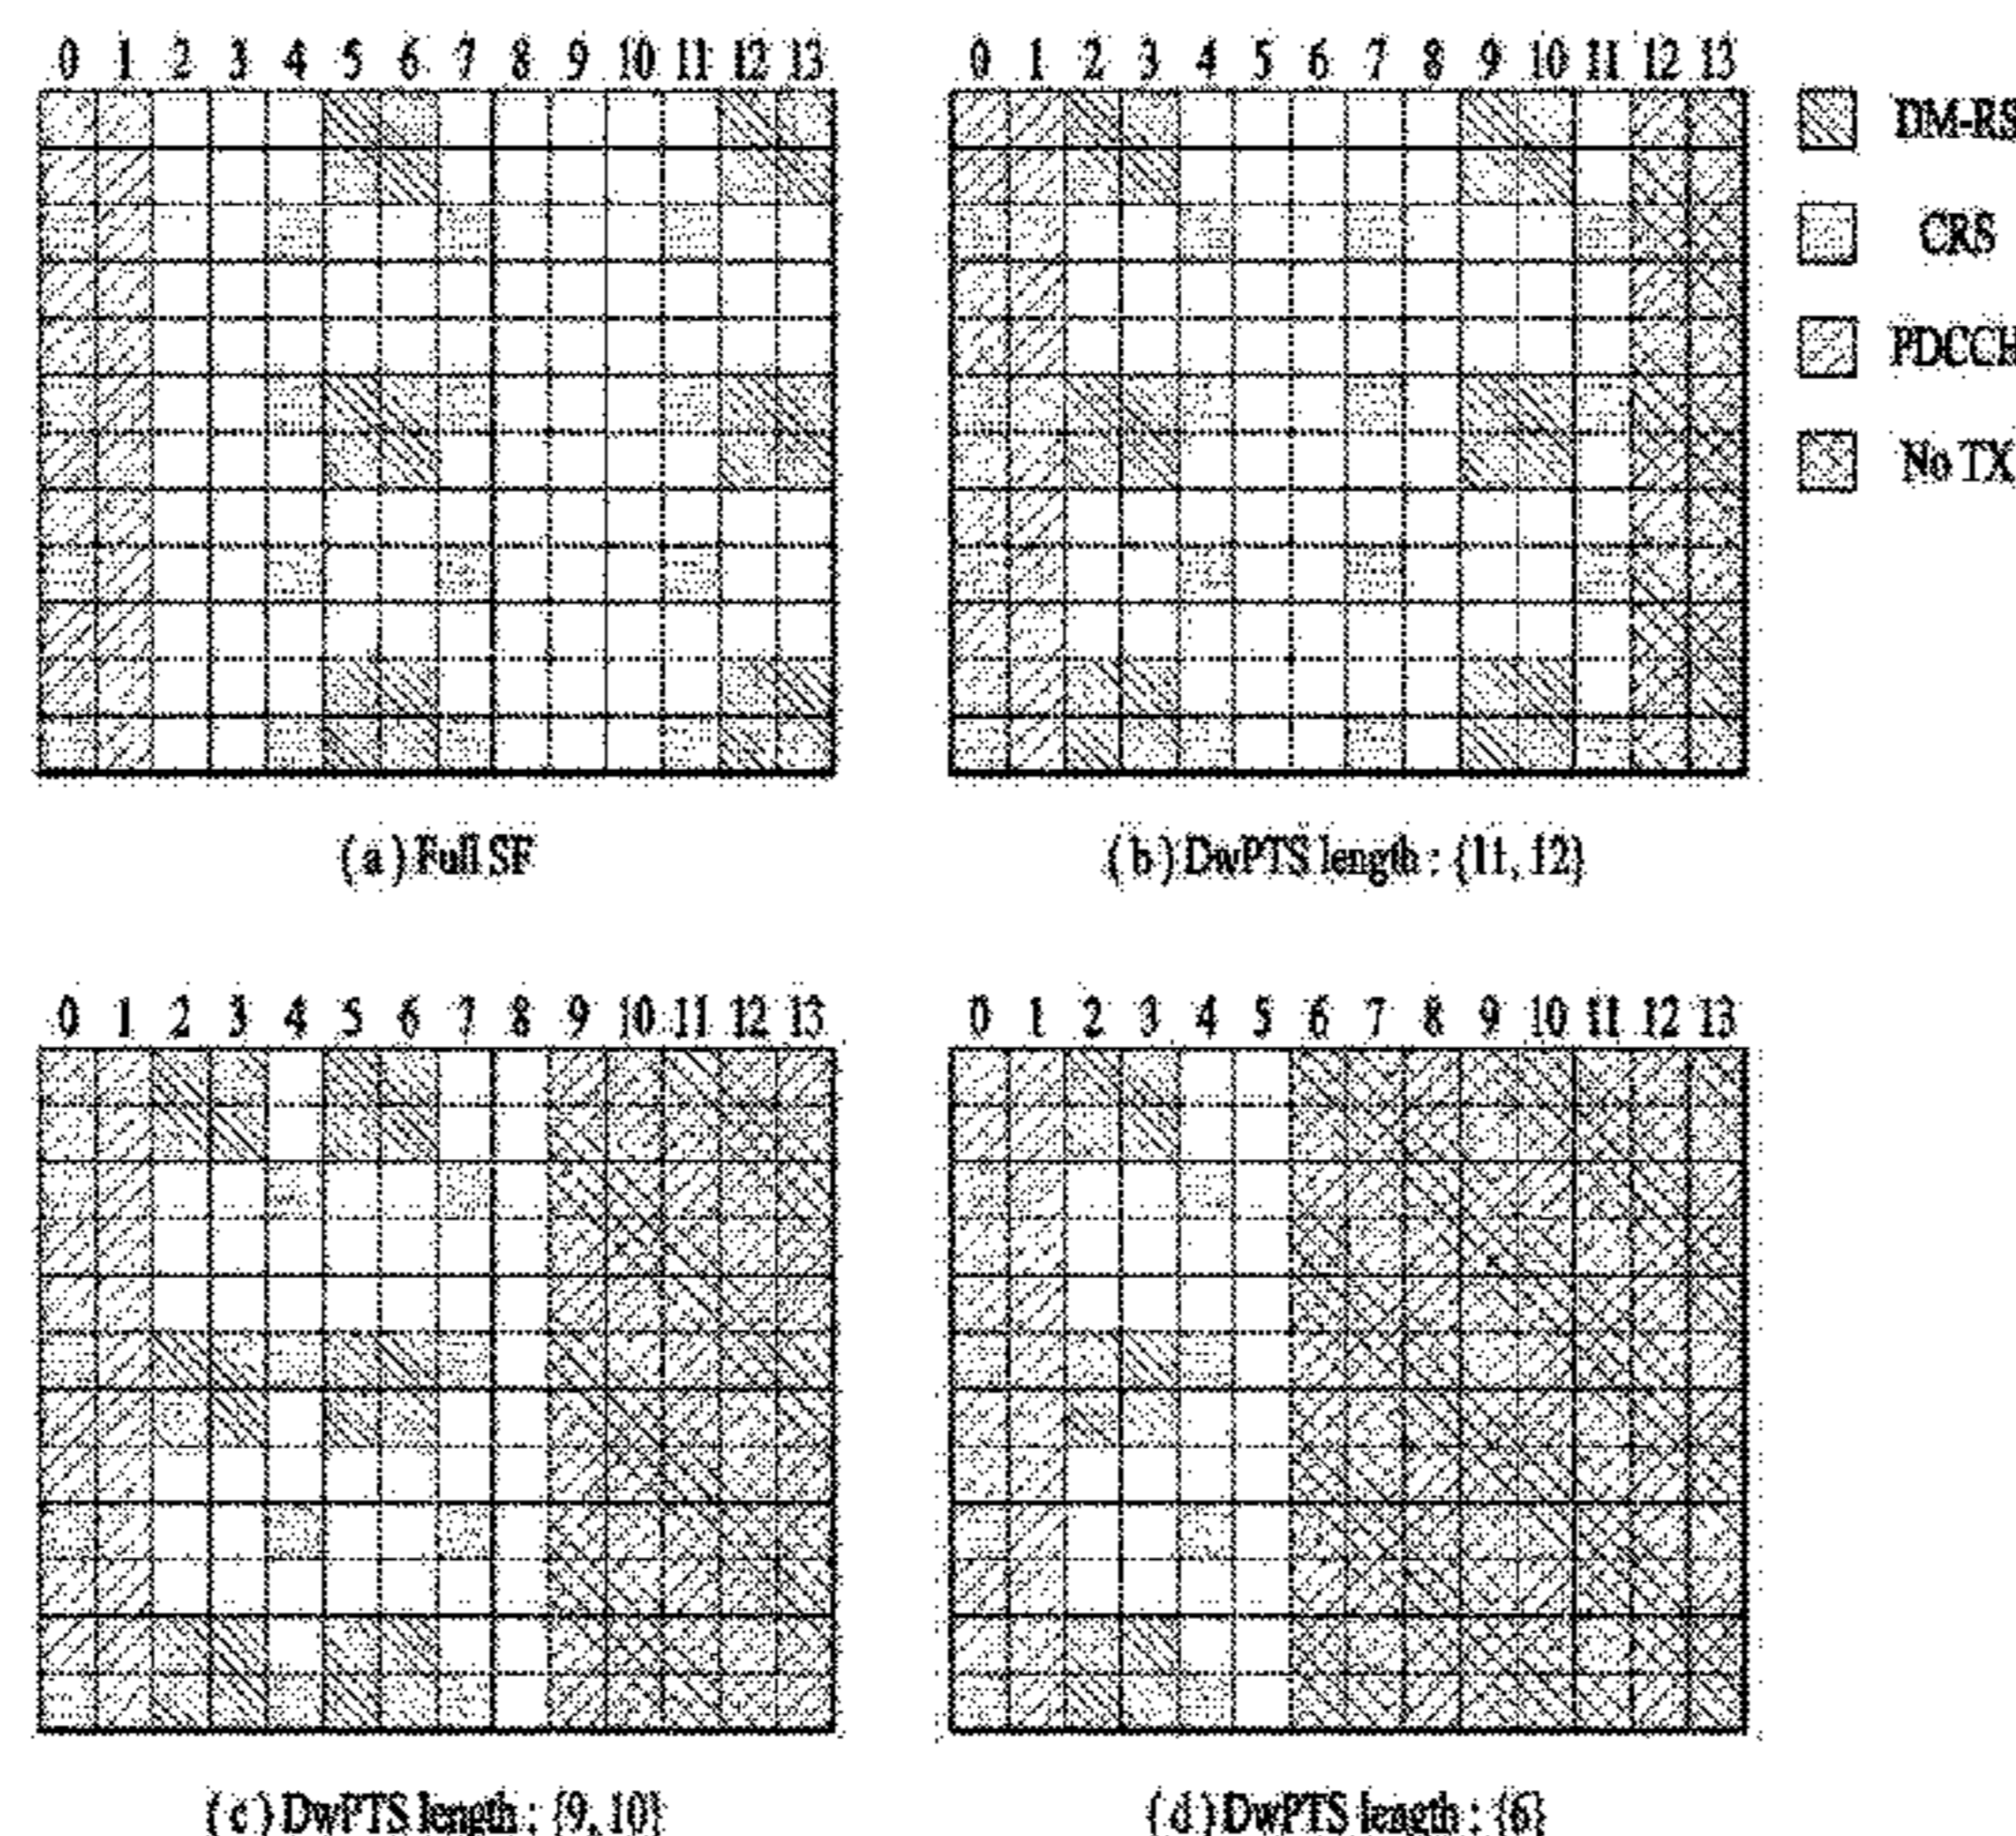 0 1 2 3 4 5 6 7 8 9 10 11 12 13
0 1 2 3 4 5 6 7 8 9 10 11 12 13
DM-RS
CRS
PDCCH
No TX
(a) Full SF
(b) DwPTS length : {11, 12}
0 1 2 3 4 5 6 7 8 9 10 11 12 13
0 1 2 3 4 5 6 7 8 9 10 11 12 13
(c) DwPTS length : {9, 10}
(d) DwPTS length : {6}